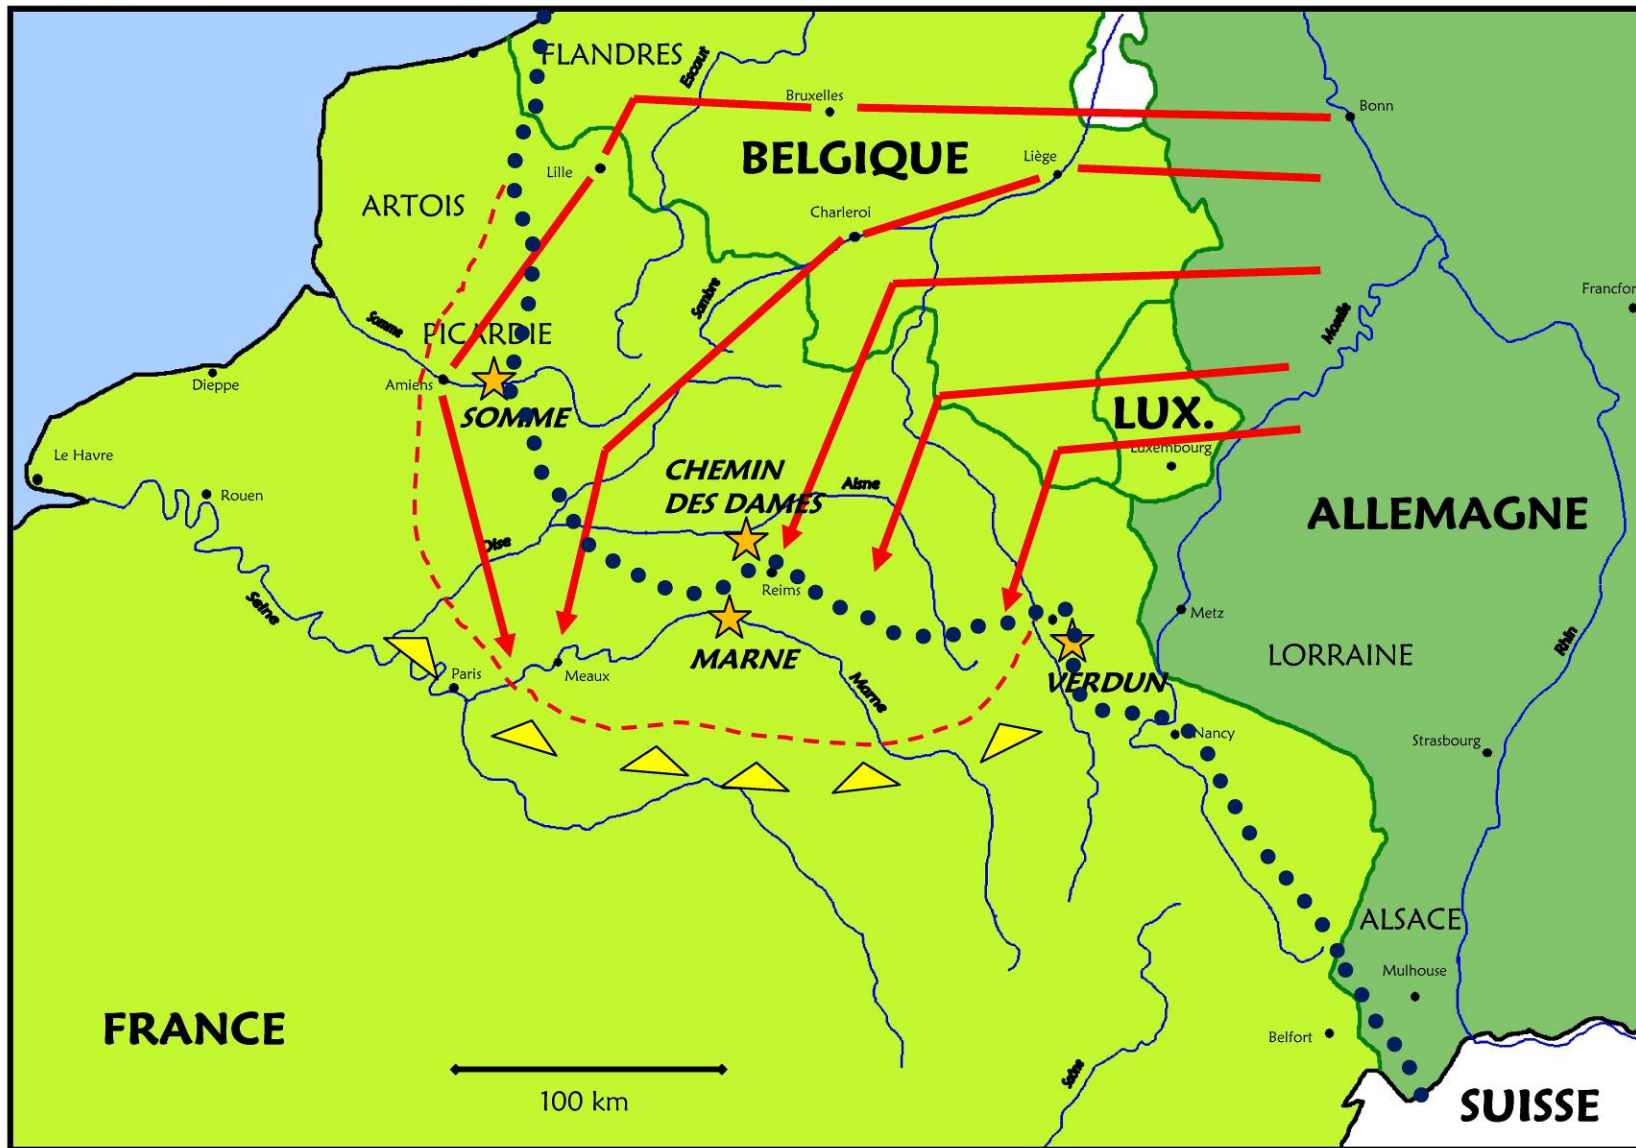 FLANDRES
Escaut
Bruxelles
Bonn
BELGIQUE
Liège
Lille
ARTOIS
Charleroi
Francfor
Sambre
Somme
PICARDIE
Moselle
Dieppe
Amiens
SOMME
LUX.
Luxembourg
Le Havre
Rouen
CHEMIN
DES DAMES
Aisne
ALLEMAGNE
Oise
Reims
Seine
Metz
MARNE
LORRAINE
Rhin
Paris
Meaux
Marne
VERDUN
Nancy
Strasbourg
ALSACE
Mulhouse
FRANCE
Belfort
Saône
100 km
SUISSE